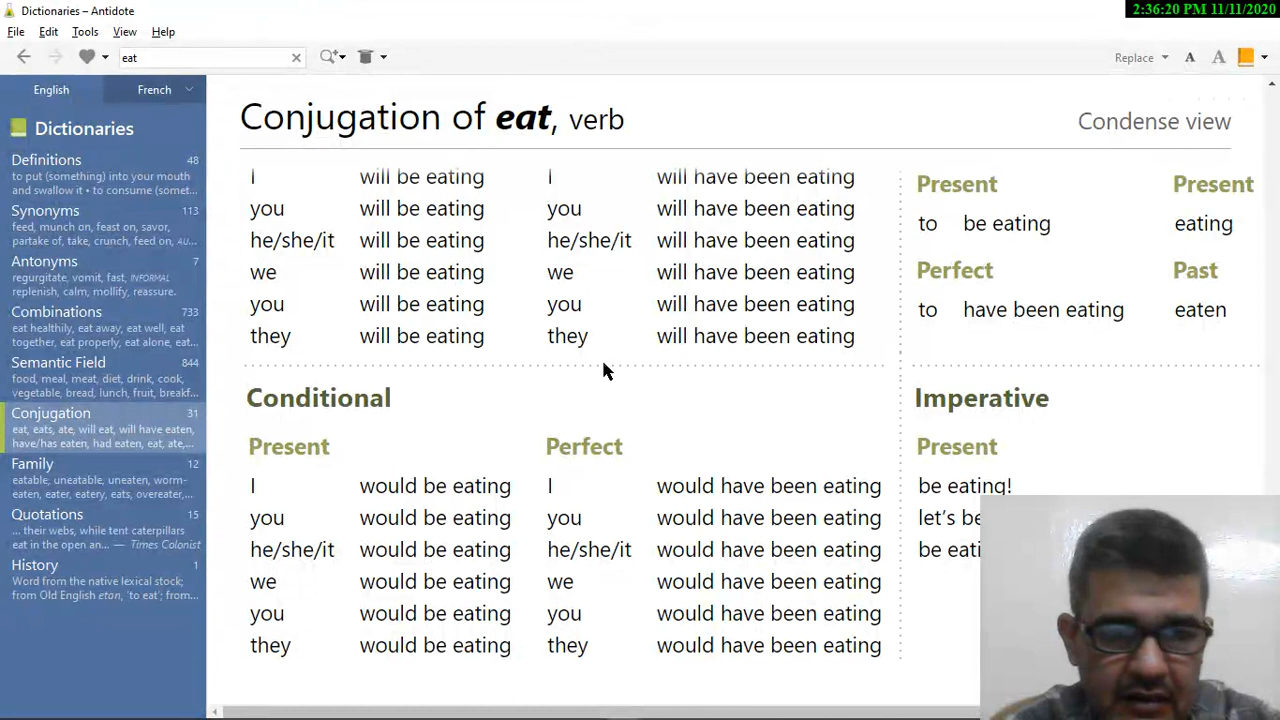 Dictionaries – Antidote
2:36:20 PM 11/11/2020
File Edit Tools View Help
eat
Replace A A
English French
Dictionaries
Definitions 48
to put (something) into your mouth
and swallow it • to consume (somet...
Synonyms 113
feed, munch on, feast on, savor,
partake of, take, crunch, feed on, 4U...
Antonyms 7
regurgitate, vomit, fast, INFORMAL
replenish, calm, mollify, reassure.
Combinations 733
eat healthily, eat away, eat well, eat
together, eat properly, eat alone, eat...
Semantic Field 844
food, meal, meat, diet, drink, cook,
vegetable, bread, lunch, fruit, breakf...
Conjugation 31
eat, eats, ate, will eat, will have eaten,
have/has eaten, had eaten, eat, ate,...
Family 12
eatable, uneatable, uneaten, worm-
eaten, eater, eatery, eats, overeater,...
Quotations 15
... their webs, while tent caterpillars
eat in the open an... — Times Colonist
History 1
Word from the native lexical stock;
from Old English etan, ‘to eat’; from...
Conjugation of eat, verb
Condense view
I will be eating I will have been eating
you will be eating you will have been eating
he/she/it will be eating he/she/it will have been eating
we will be eating we will have been eating
you will be eating you will have been eating
they will be eating they will have been eating
Present Present
to be eating eating
Perfect Past
to have been eating eaten
Conditional
Present Perfect
I would be eating I would have been eating
you would be eating you would have been eating
he/she/it would be eating he/she/it would have been eating
we would be eating we would have been eating
you would be eating you would have been eating
they would be eating they would have been eating
Imperative
Present
be eating!
let’s be
be eati